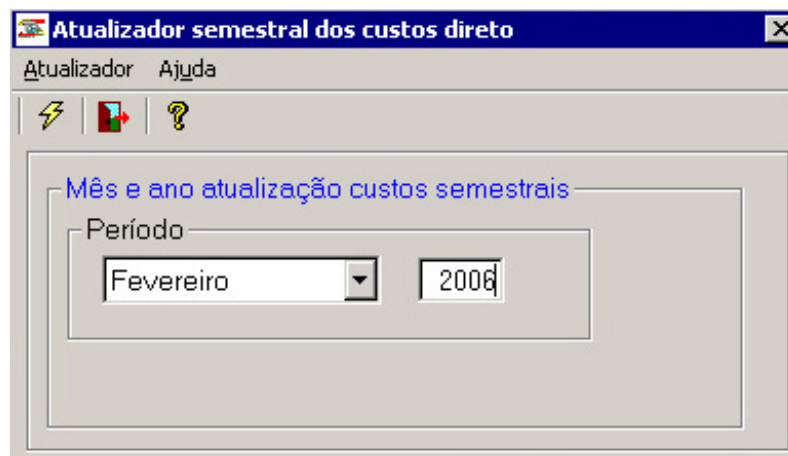 Atualizador semestral dos custos direto
Atualizador Ajuda
Mês e ano atualização custos semestrais
Período
Fevereiro 2006